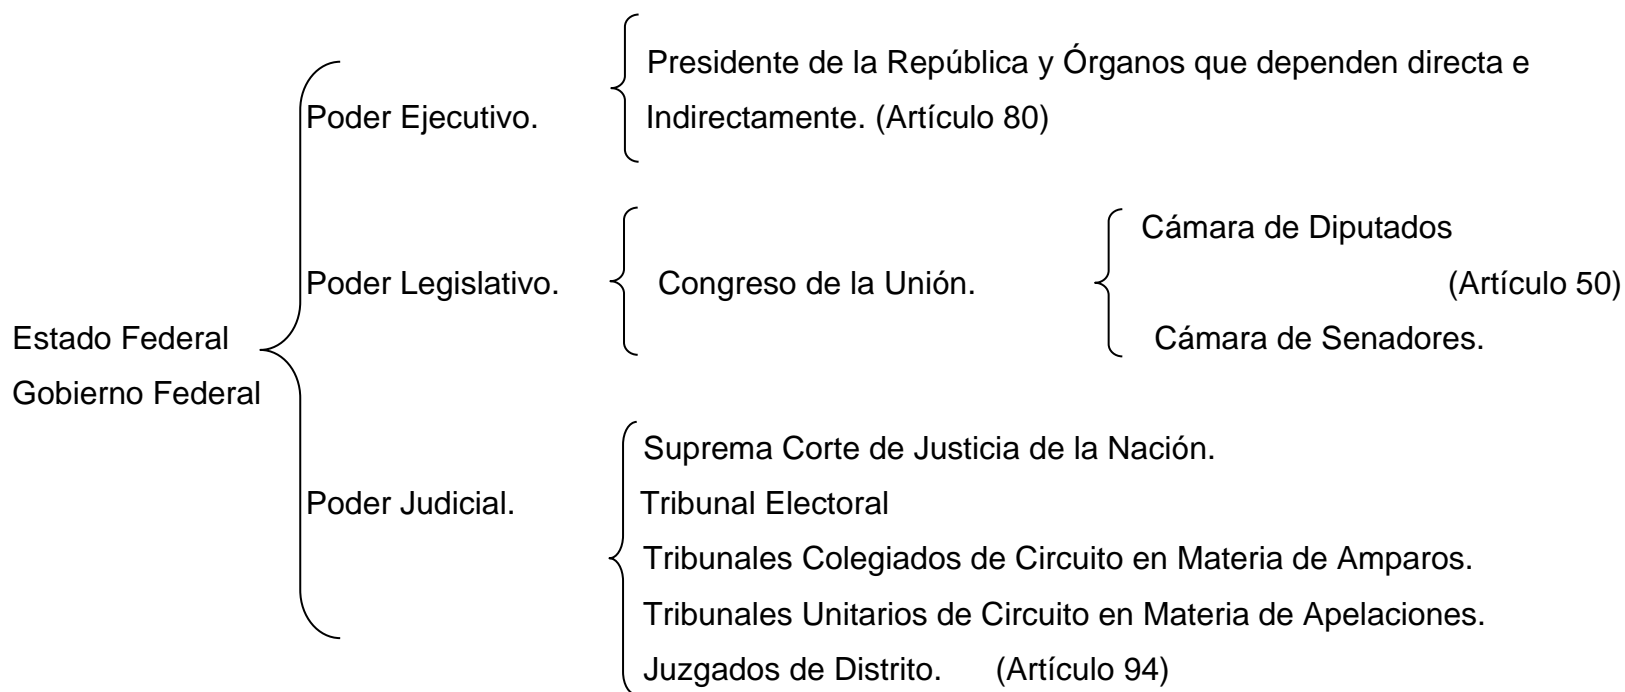 Presidente de la República y Órganos que dependen directa e
Poder Ejecutivo. Indirectamente. (Artículo 80)
Cámara de Diputados
Poder Legislativo. Congreso de la Unión. (Artículo 50)
Estado Federal Cámara de Senadores.
Gobierno Federal
Suprema Corte de Justicia de la Nación.
Poder Judicial. Tribunal Electoral
Tribunales Colegiados de Circuito en Materia de Amparos.
Tribunales Unitarios de Circuito en Materia de Apelaciones.
Juzgados de Distrito. (Artículo 94)